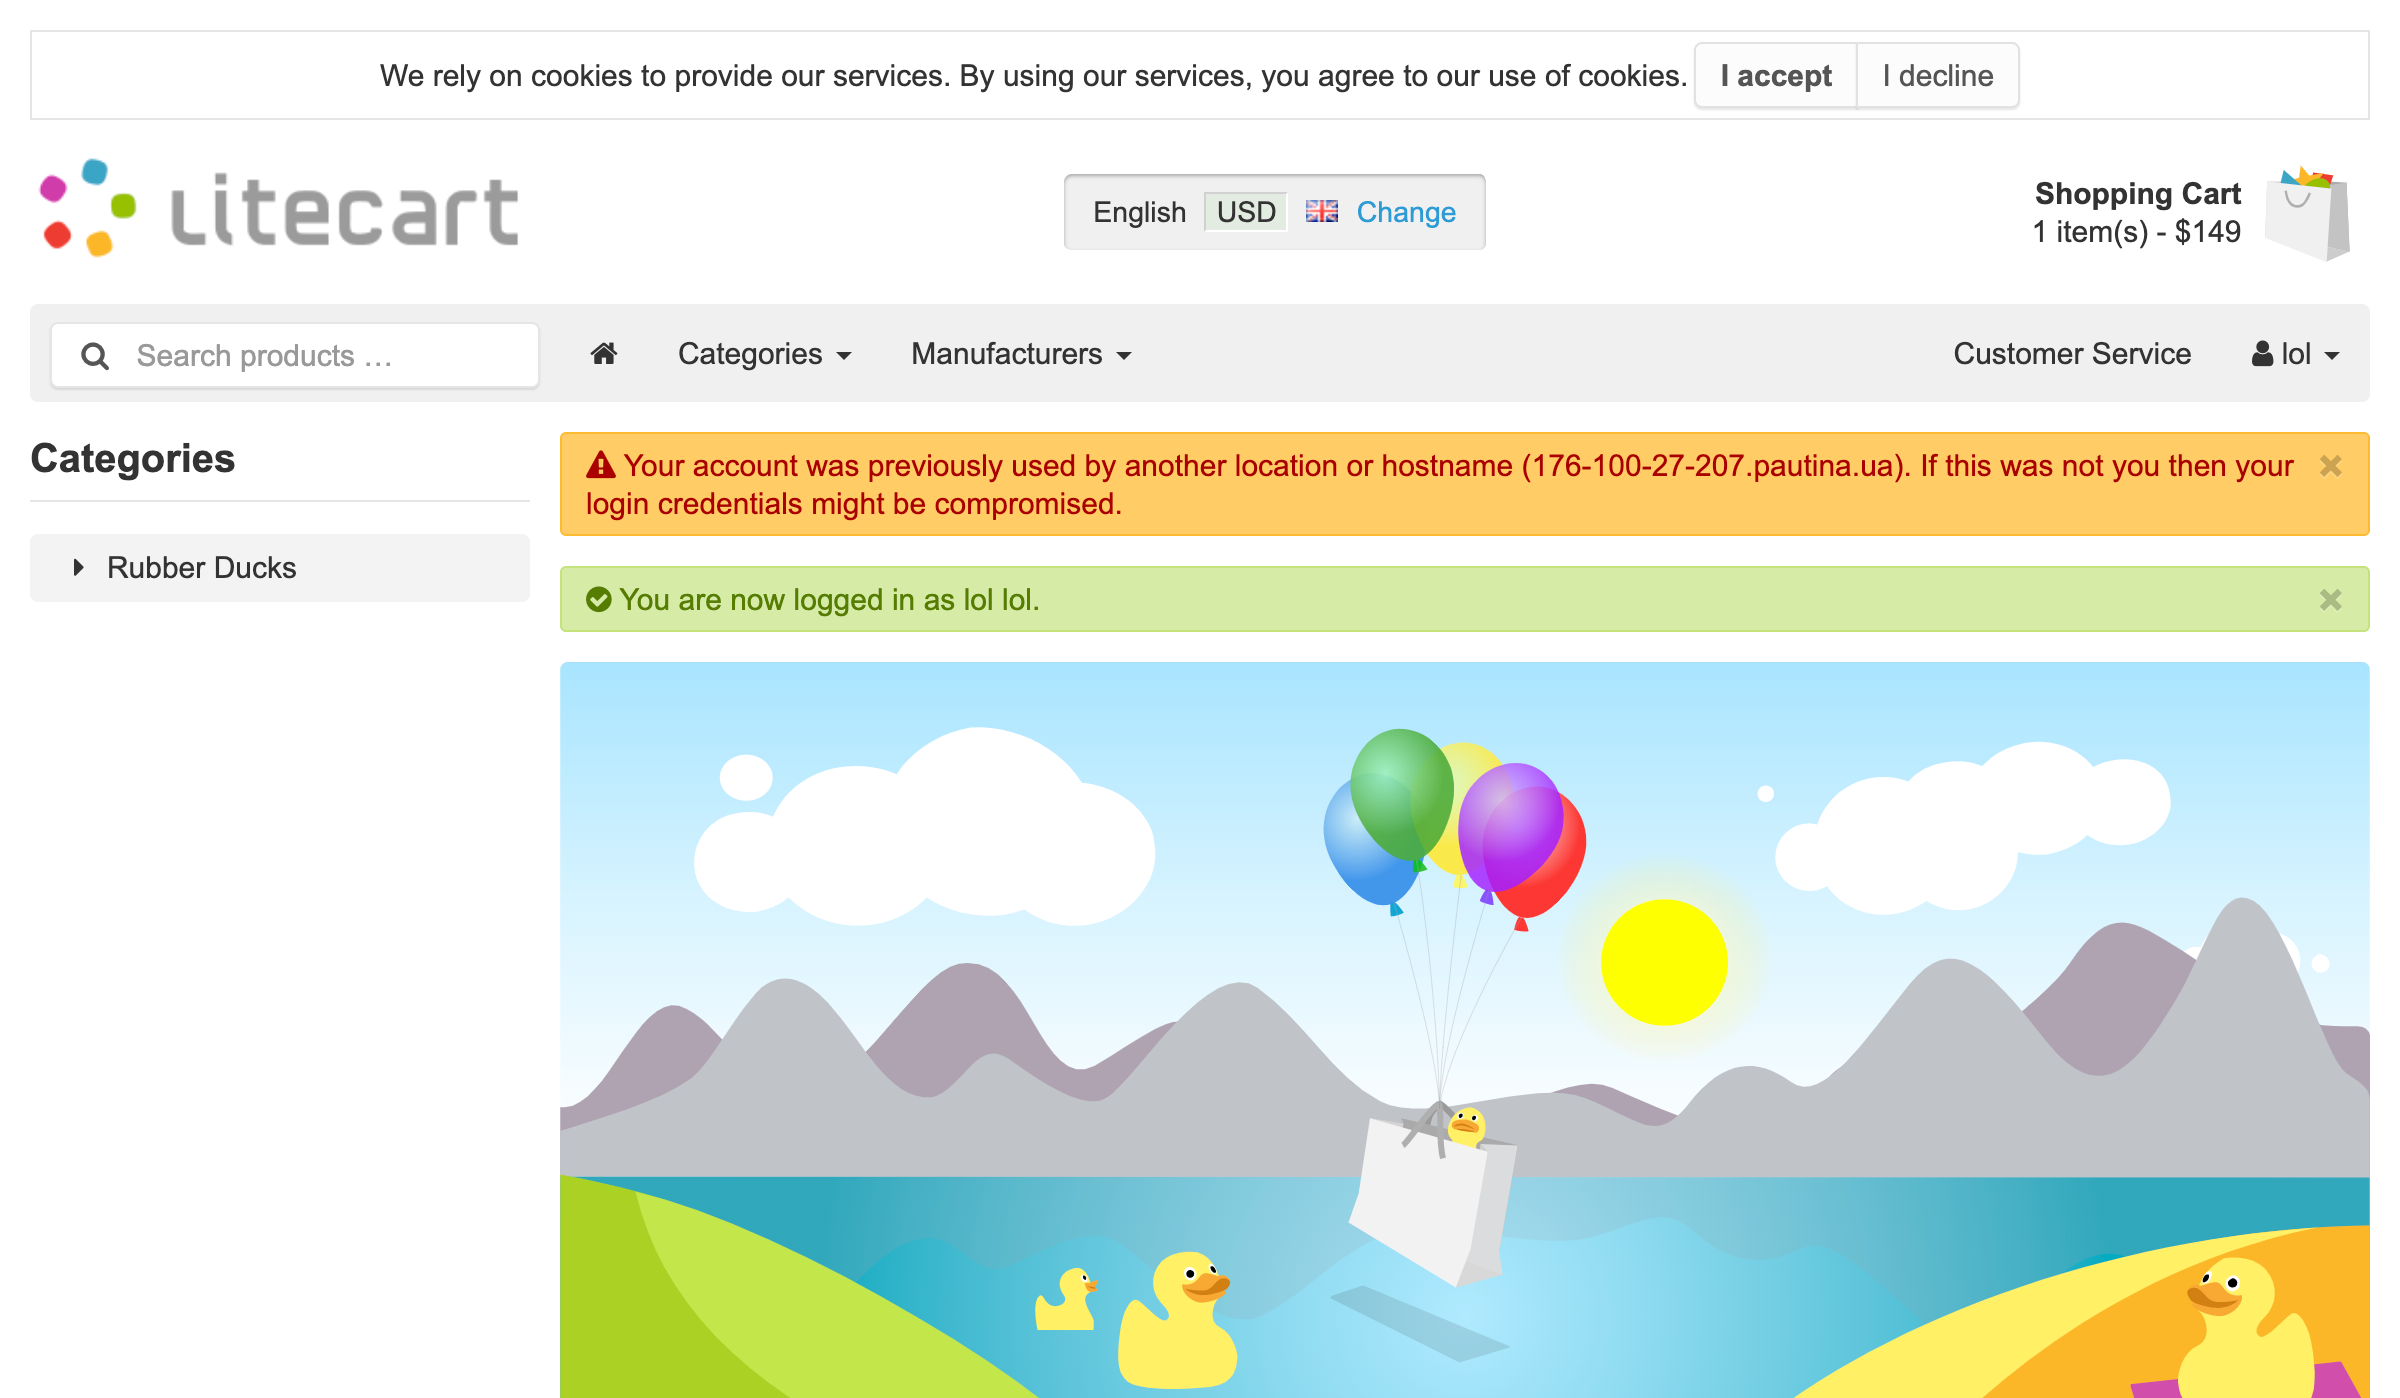 We rely on cookies to provide our services. By using our services, you agree to our use of cookies. I accept I decline
Litecart
English USD Change
Shopping Cart
1 item(s) - $149
Search products …
Categories
Manufacturers
Customer Service
lol
Categories
Rubber Ducks
Your account was previously used by another location or hostname (176-100-27-207.pautina.ua). If this was not you then your
login credentials might be compromised.
You are now logged in as lol lol.